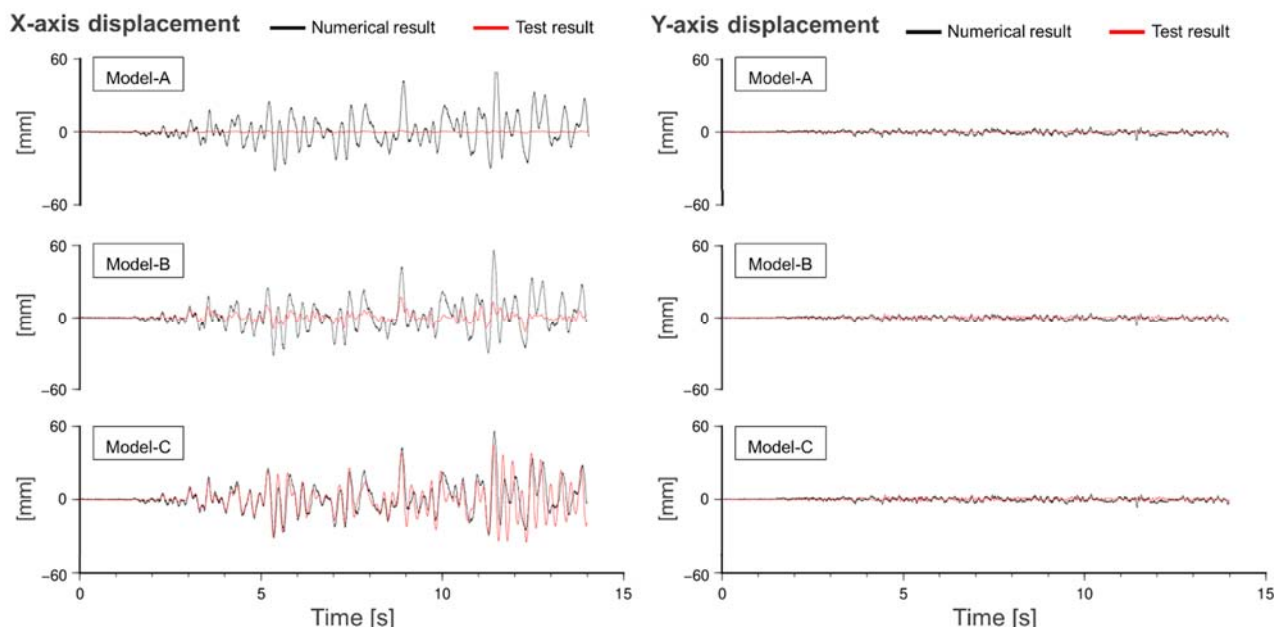 X-axis displacement
Numerical result
Test result
60
Model-A
0
[mm]
−60
60
Model-B
0
[mm]
−60
60
Model-C
0
[mm]
−60
0
5
10
15
Time [s]
Y-axis displacement
Numerical result
Test result
60
Model-A
0
[mm]
−60
60
Model-B
0
[mm]
−60
60
Model-C
0
[mm]
−60
0
5
10
15
Time [s]